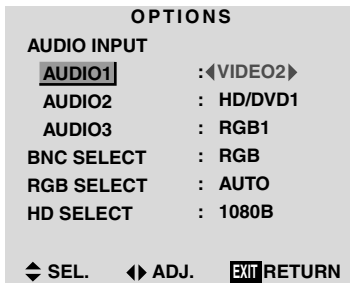 OPTIONS
AUDIO INPUT
AUDIO1 : ◀VIDEO2▶
AUDIO2 : HD/DVD1
AUDIO3 : RGB1
BNC SELECT : RGB
RGB SELECT : AUTO
HD SELECT : 1080B
SEL. ADJ. EXIT RETURN